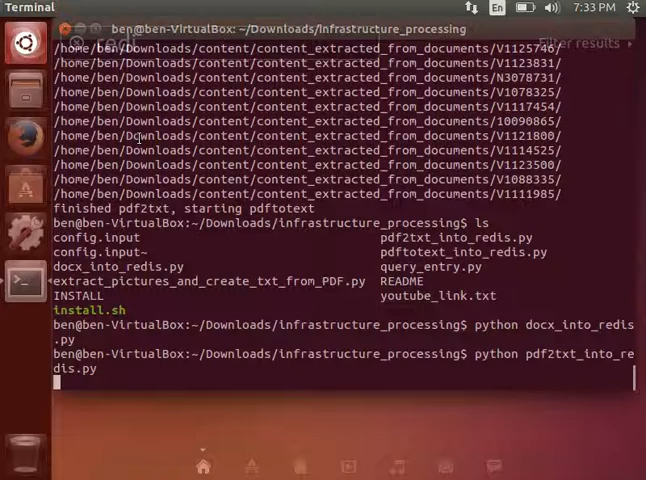 Terminal
En
7:33 PM
ben@ben-VirtualBox: ~/Downloads/infrastructure_processing
redi
Filter results
/home/ben/Downloads/content/content_extracted_from_documents/V1125746/
/home/ben/Downloads/content/content_extracted_from_documents/V1123831/
/home/ben/Downloads/content/content_extracted_from_documents/N3078731/
/home/ben/Downloads/content/content_extracted_from_documents/V1078325/
/home/ben/Downloads/content/content_extracted_from_documents/V1117454/
/home/ben/Downloads/content/content_extracted_from_documents/10090865/
/home/ben/Downloads/content/content_extracted_from_documents/V1121800/
/home/ben/Downloads/content/content_extracted_from_documents/V1114525/
/home/ben/Downloads/content/content_extracted_from_documents/V1123500/
/home/ben/Downloads/content/content_extracted_from_documents/V1088335/
/home/ben/Downloads/content/content_extracted_from_documents/V1111985/
finished pdf2txt, starting pdftotext
ben@ben-VirtualBox:~/Downloads/infrastructure_processing$ ls
config.input pdf2txt_into_redis.py
config.input~ pdftotext_into_redis.py
docx_into_redis.py query_entry.py
extract_pictures_and_create_txt_from_PDF.py README
INSTALL youtube_link.txt
install.sh
ben@ben-VirtualBox:~/Downloads/infrastructure_processing$ python docx_into_redis
.py
ben@ben-VirtualBox:~/Downloads/infrastructure_processing$ python pdf2txt_into_re
dis.py